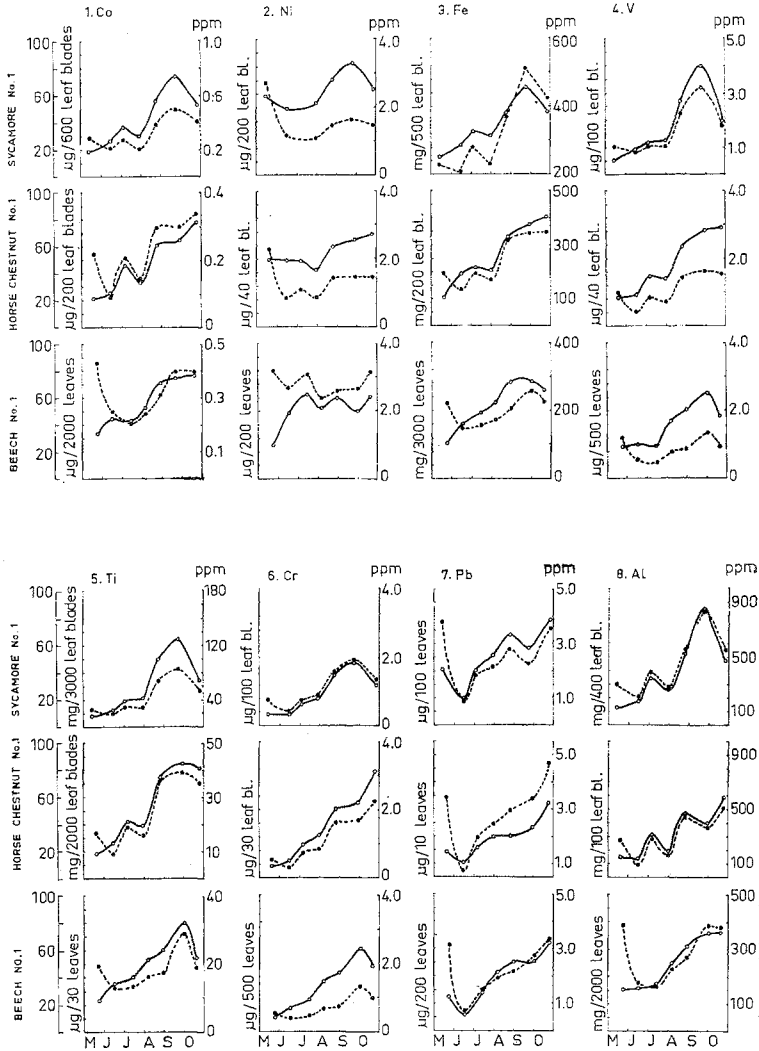 1. Co
ppm
2. Ni
ppm
3. Fe
ppm
4. V
ppm
SYCAMORE No. 1
100
60
20
µg/600 leaf blades
1.0
0.6
0.2
µg/200 leaf bl.
4.0
2.0
0
mg/500 leaf bl.
600
400
200
µg/100 leaf bl.
5.0
3.0
1.0
HORSE CHESTNUT No.1
100
60
20
µg/200 leaf blades
0.4
0.2
0
µg/40 leaf bl.
4.0
2.0
0
mg/200 leaf bl.
500
300
100
µg/40 leaf bl.
4.0
2.0
0
BEECH No. 1
100
60
20
µg/2000 leaves
0.5
0.3
0.1
µg/200 leaves
4.0
2.0
0
mg/3000 leaves
400
200
0
µg/500 leaves
4.0
2.0
0
5. Ti
ppm
6. Cr
ppm
7. Pb
ppm
8. Al
ppm
SYCAMORE No. 1
100
60
20
mg/3000 leaf blades
180
120
40
µg/100 leaf bl.
4.0
2.0
0
µg/100 leaves
5.0
3.0
1.0
mg/400 leaf bl.
900
500
100
HORSE CHESTNUT No.1
100
60
20
mg/2000 leaf blades
50
30
10
µg/30 leaf bl.
4.0
2.0
0
µg/10 leaves
5.0
3.0
1.0
mg/100 leaf bl.
900
500
100
BEECH NO.1
100
60
20
µg/30 leaves
40
20
0
µg/500 leaves
4.0
2.0
0
µg/200 leaves
5.0
3.0
1.0
mg/2000 leaves
500
300
100
M J J A S O
M J J A S O
M J J A S O
M J J A S O